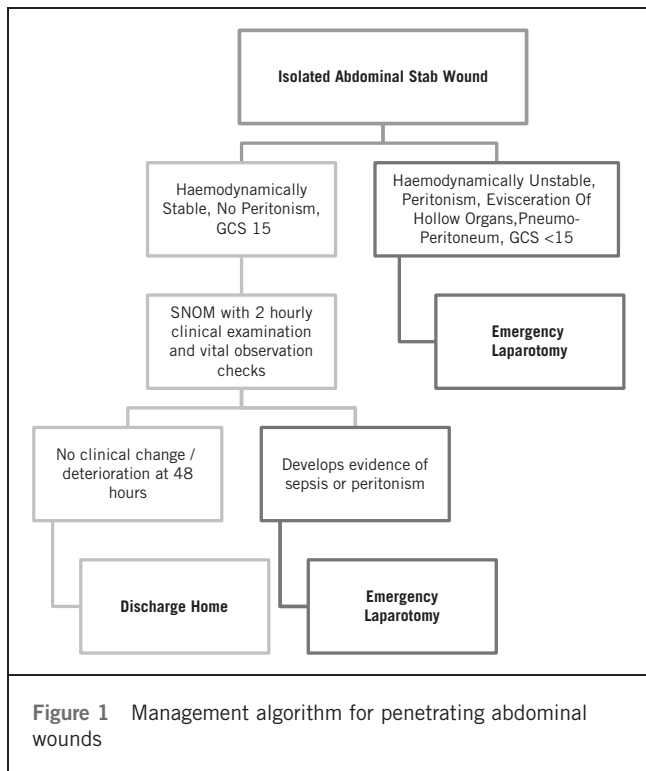 Isolated Abdominal Stab Wound
Haemodynamically
Stable, No Peritonism,
GCS 15
Haemodynamically Unstable,
Peritonism, Evisceration Of
Hollow Organs,Pneumo-
Peritoneum, GCS <15
SNOM with 2 hourly
clinical examination
and vital observation
checks
Emergency
Laparotomy
No clinical change /
deterioration at 48
hours
Develops evidence of
sepsis or peritonism
Discharge Home
Emergency
Laparotomy
Figure 1 Management algorithm for penetrating abdominal
wounds